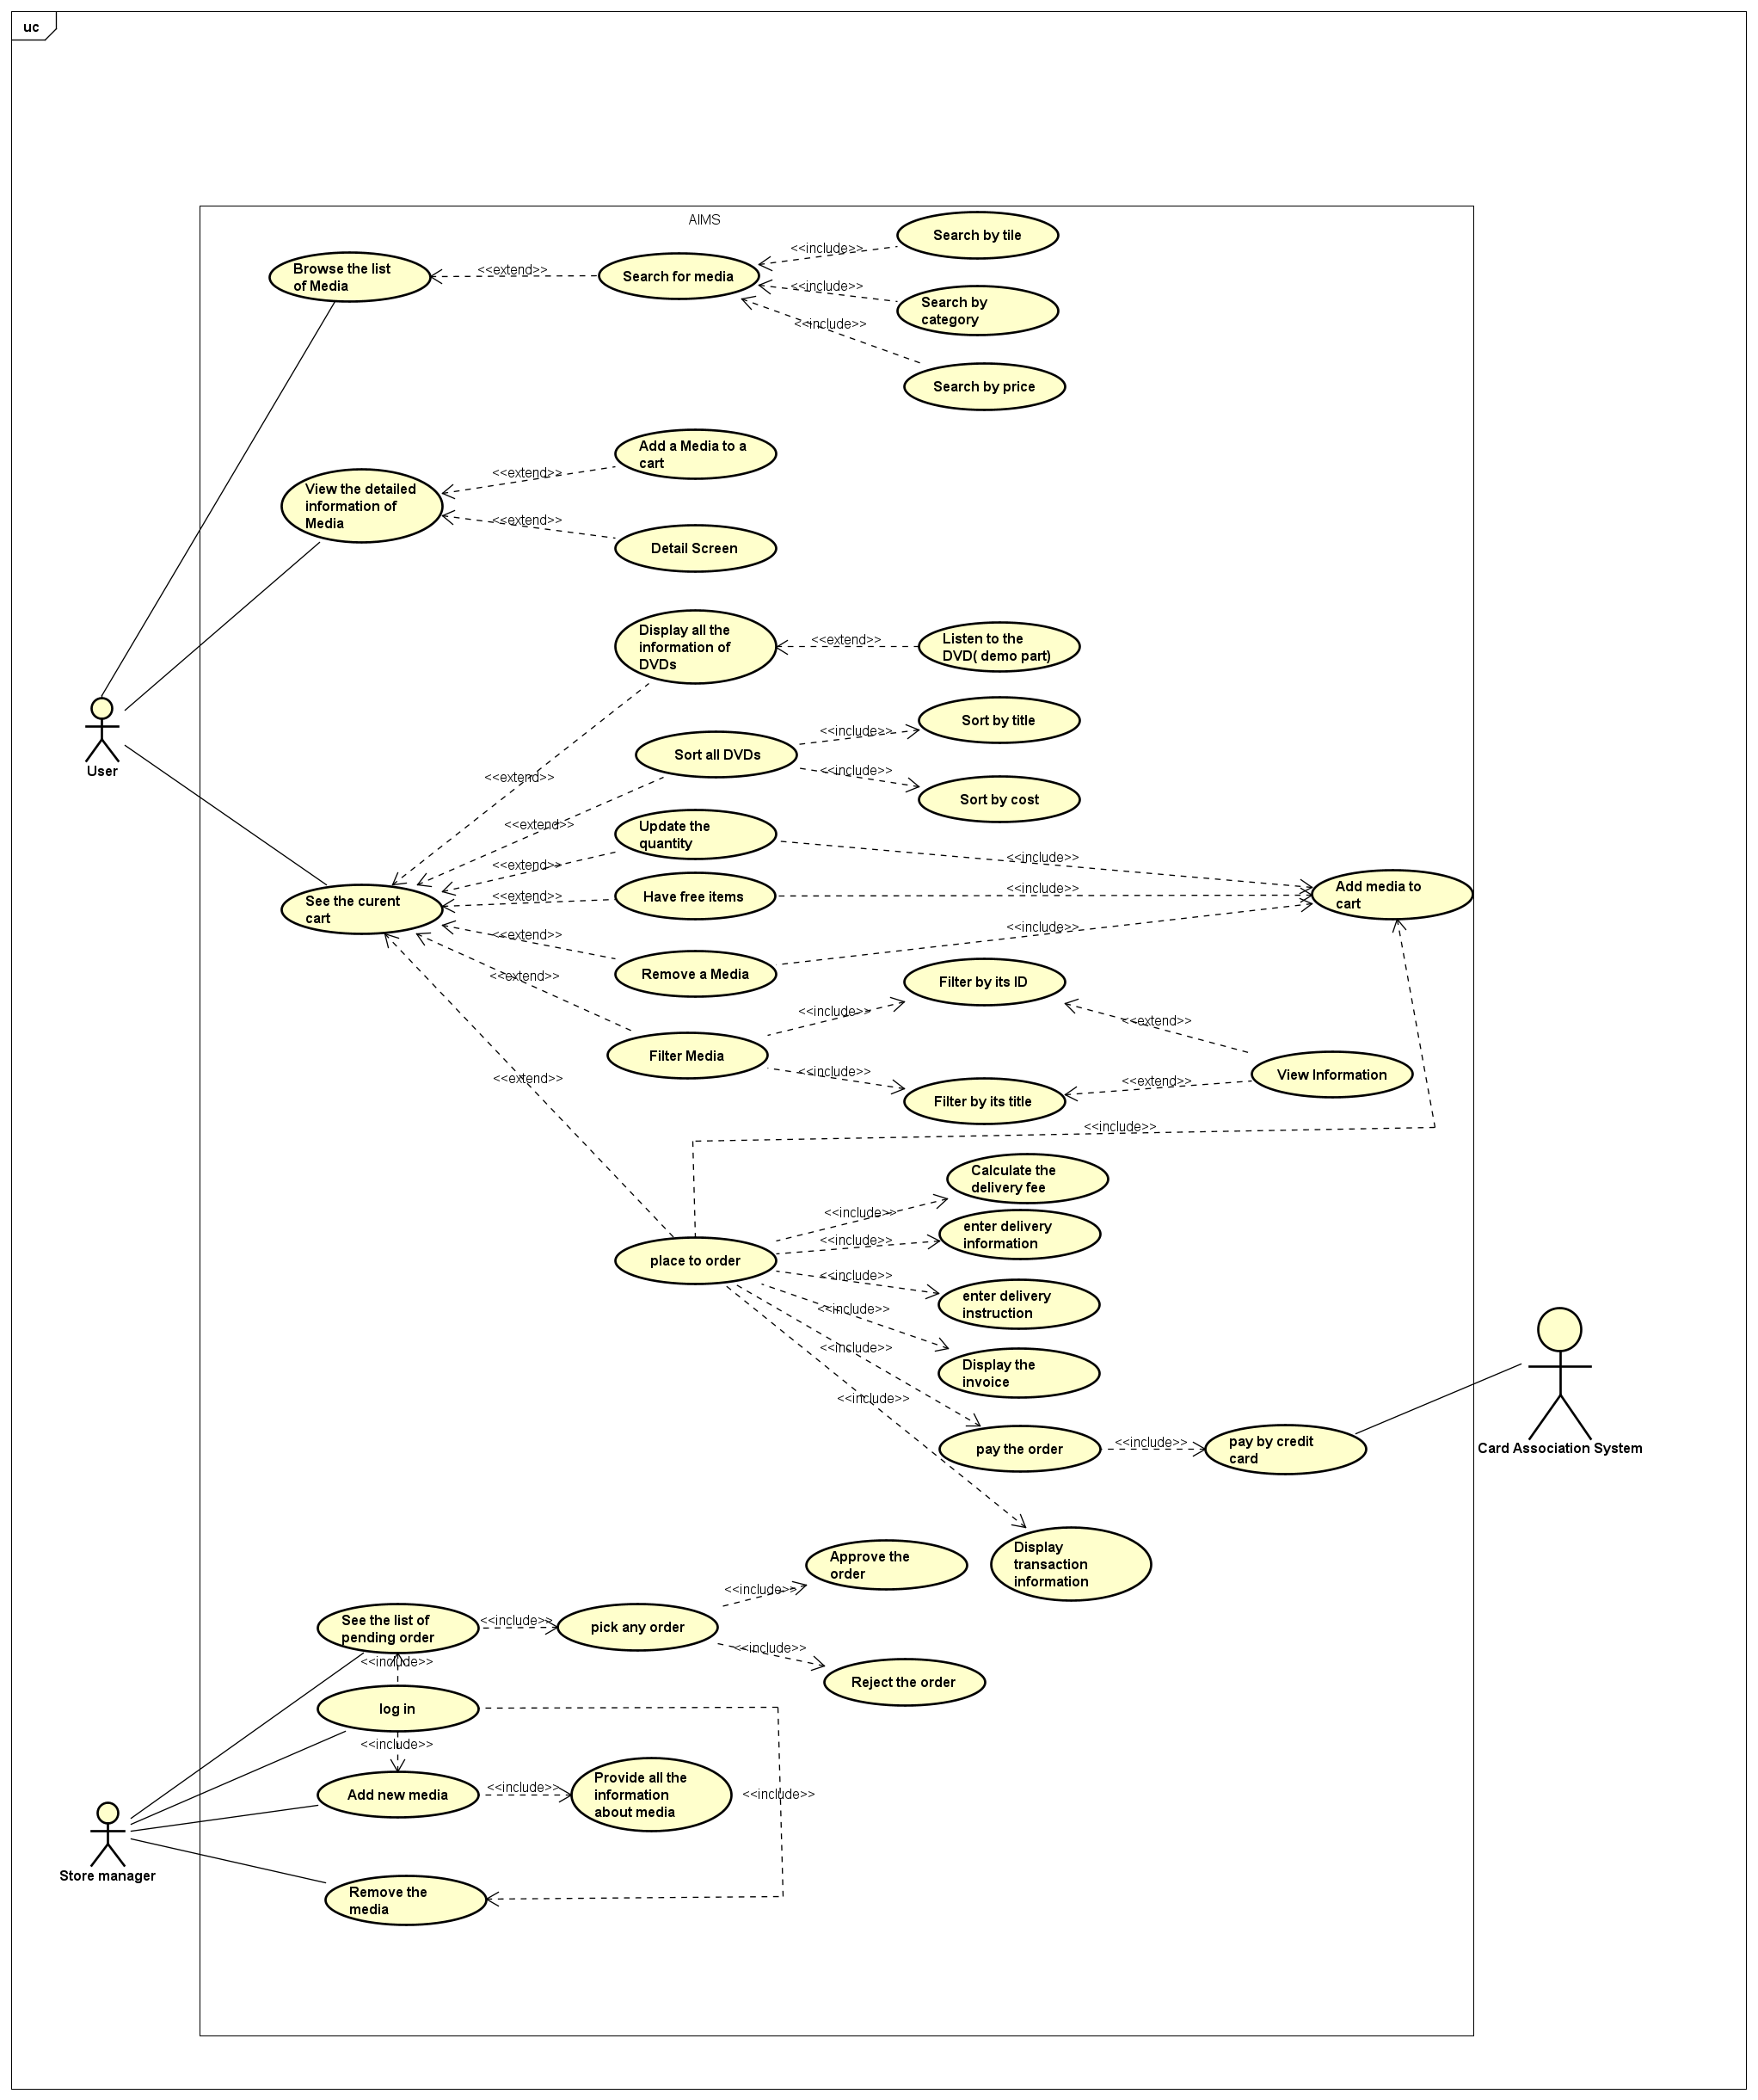 uc
AIMS
Search by tile
<<include>>
Browse the list
of Media
<<extend>>
Search for media
<<include>>
Search by
category
<<include>>
Search by price
Add a Media to a
cart
<<extend>>
View the detailed
information of
Media
<<extend>>
Detail Screen
Display all the
information of
DVDs
<<extend>>
Listen to the
DVD( demo part)
User
Sort by title
<<include>>
Sort all DVDs
<<include>>
<<extend>>
Sort by cost
<<extend>>
Update the
quantity
<<include>>
<<extend>>
<<include>>
Add media to
cart
<<extend>>
Have free items
See the curent
cart
<<include>>
<<extend>>
Remove a Media
<<extend>>
Filter by its ID
<<include>>
<<extend>>
Filter Media
<<include>>
View Information
<<extend>>
<<extend>>
Filter by its title
<<include>>
Calculate the
delivery fee
<<include>>
enter delivery
information
<<include>>
place to order
<<include>>
enter delivery
instruction
<<include>>
<<include>>
Display the
invoice
<<include>>
pay the order
<<include>>
pay by credit
card
Card Association System
Display
transaction
information
Approve the
order
<<include>>
See the list of
pending order
<<include>>
pick any order
<<include>>
Reject the order
<<include>>
log in
<<include>>
Add new media
<<include>>
Provide all the
information
about media
<<include>>
Store manager
Remove the
media